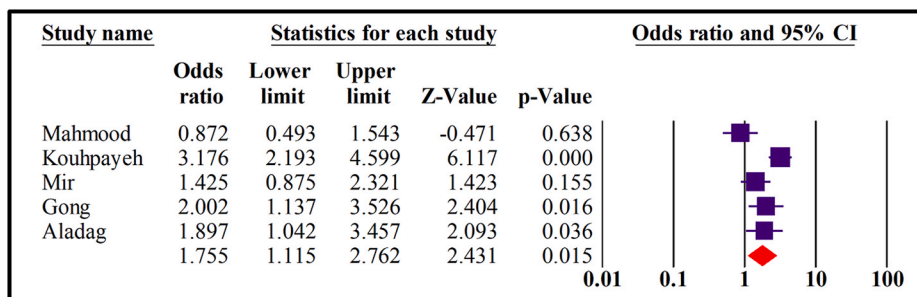 Study name Statistics for each study Odds ratio and 95% CI
Odds Lower Upper
ratio limit limit Z-Value p-Value
Mahmood 0.872 0.493 1.543 -0.471 0.638
Kouhpayeh 3.176 2.193 4.599 6.117 0.000
Mir 1.425 0.875 2.321 1.423 0.155
Gong 2.002 1.137 3.526 2.404 0.016
Aladag 1.897 1.042 3.457 2.093 0.036
1.755 1.115 2.762 2.431 0.015
0.01 0.1 1 10 100